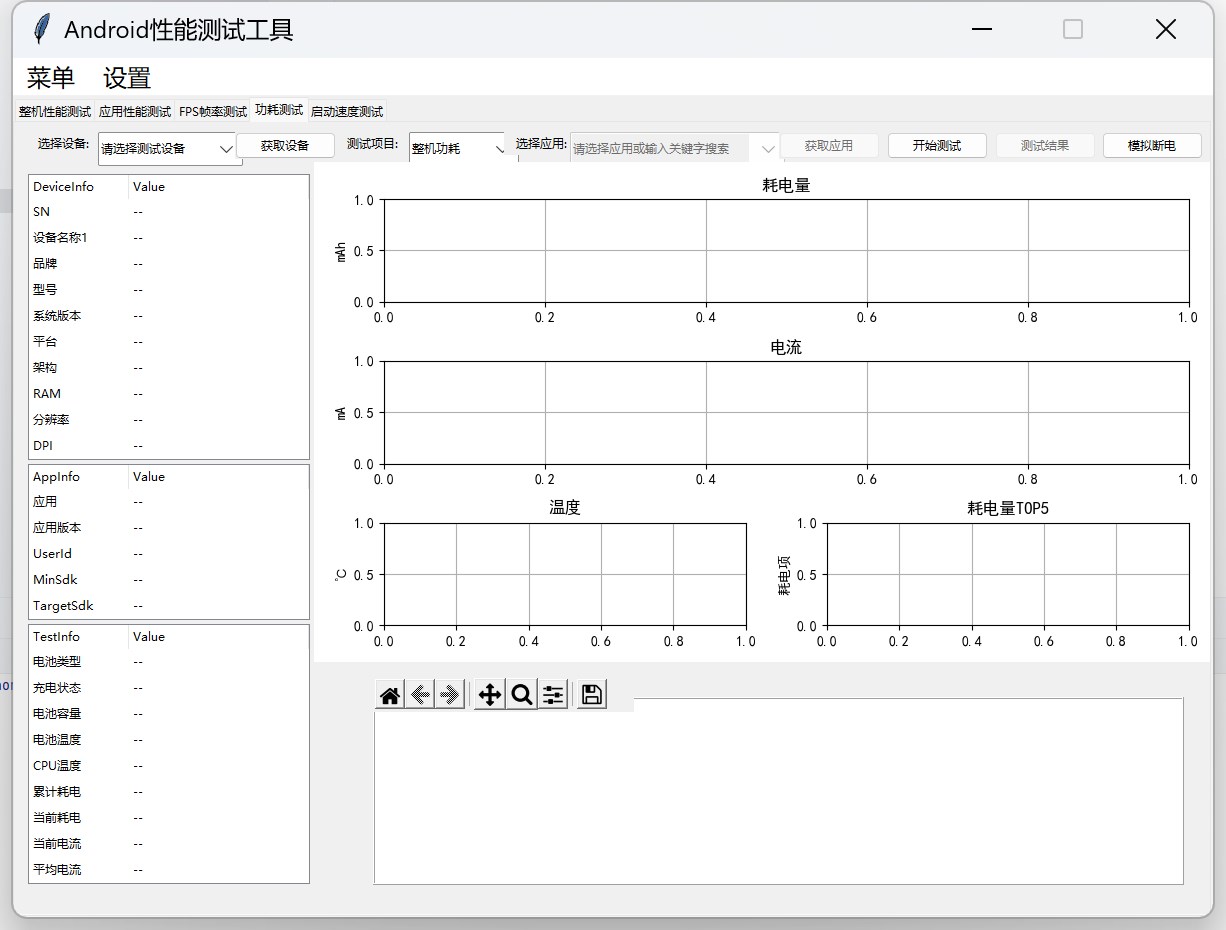 Android性能测试工具
菜单 设置
整机性能测试 应用性能测试 FPS帧率测试 功耗测试 启动速度测试
选择设备: 请选择测试设备 获取设备 测试项目: 整机功耗 选择应用: 请选择应用或输入关键字搜索 获取应用 开始测试 测试结果 模拟断电
DeviceInfo Value
SN --
设备名称1 --
品牌 --
型号 --
系统版本 --
平台 --
架构 --
RAM --
分辨率 --
DPI --
AppInfo Value
应用 --
应用版本 --
UserId --
MinSdk --
TargetSdk --
TestInfo Value
电池类型 --
充电状态 --
电池容量 --
电池温度 --
CPU温度 --
累计耗电 --
当前耗电 --
当前电流 --
平均电流 --
耗电量
1.0
mAh 0.5
0.0
0.0 0.2 0.4 0.6 0.8 1.0
电流
1.0
mA 0.5
0.0
0.0 0.2 0.4 0.6 0.8 1.0
温度
1.0
℃ 0.5
0.0
0.0 0.2 0.4 0.6 0.8 1.0
耗电量TOP5
1.0
耗电项 0.5
0.0
0.0 0.2 0.4 0.6 0.8 1.0